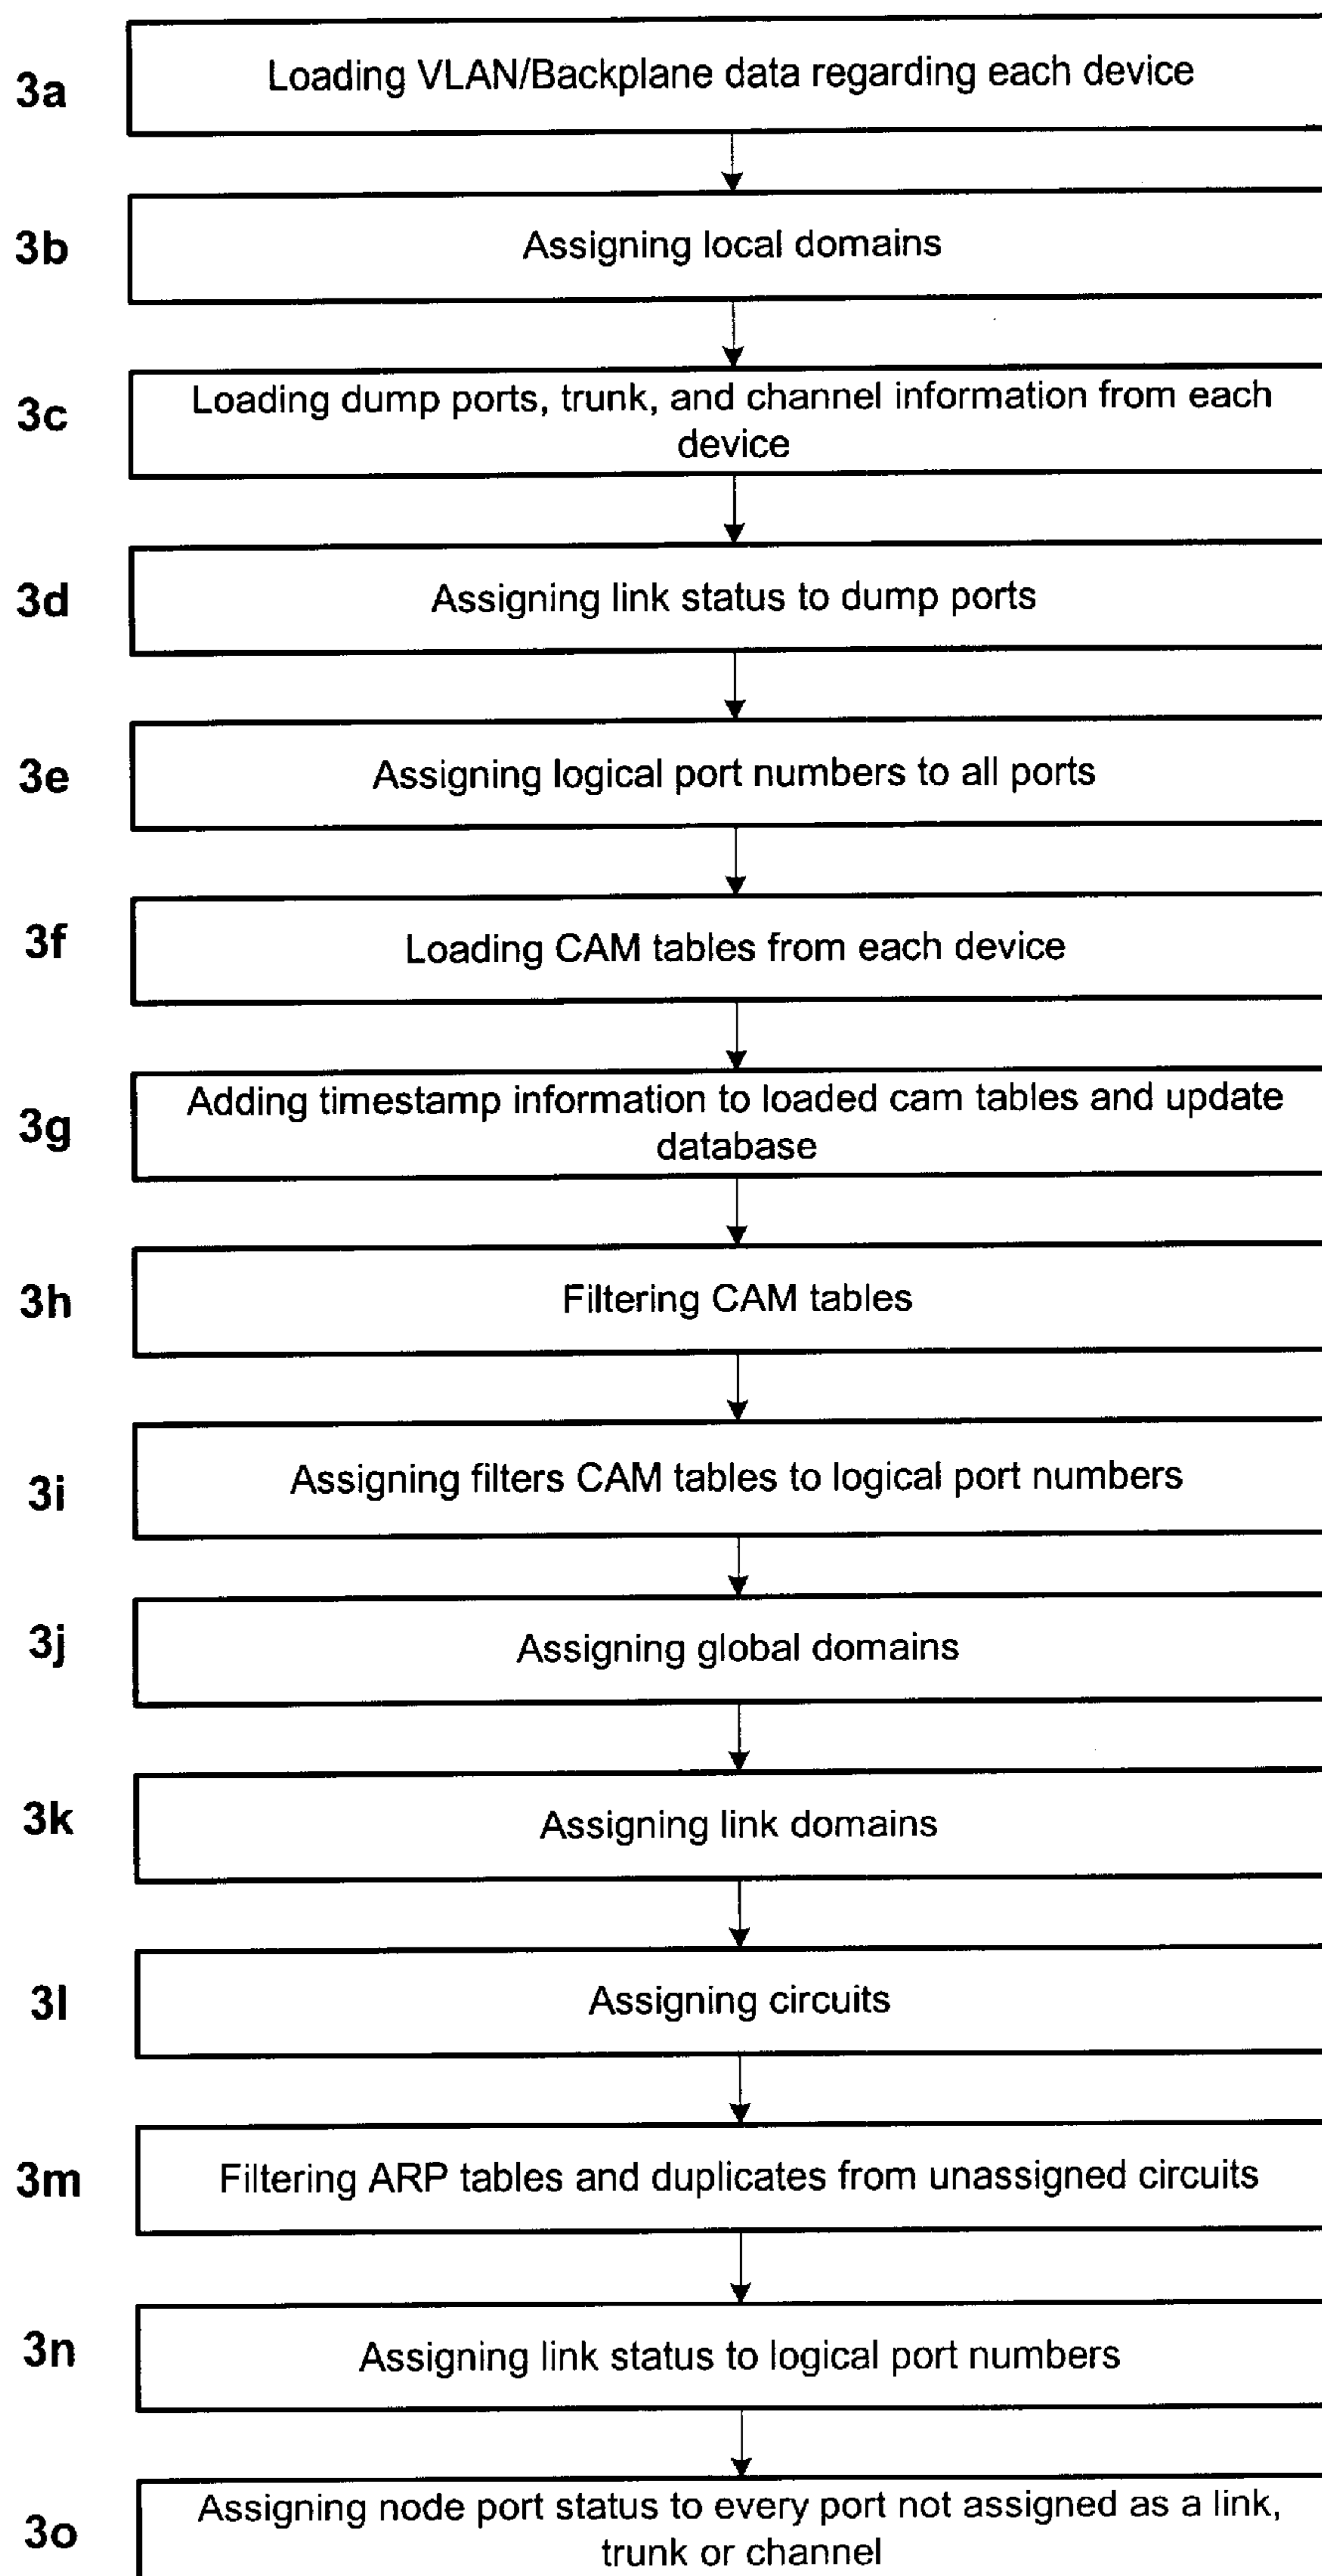 3a
Loading VLAN/Backplane data regarding each device
3b
Assigning local domains
3c
Loading dump ports, trunk, and channel information from each
device
3d
Assigning link status to dump ports
3e
Assigning logical port numbers to all ports
3f
Loading CAM tables from each device
3g
Adding timestamp information to loaded cam tables and update
database
3h
Filtering CAM tables
3i
Assigning filters CAM tables to logical port numbers
3j
Assigning global domains
3k
Assigning link domains
3l
Assigning circuits
3m
Filtering ARP tables and duplicates from unassigned circuits
3n
Assigning link status to logical port numbers
3o
Assigning node port status to every port not assigned as a link,
trunk or channel